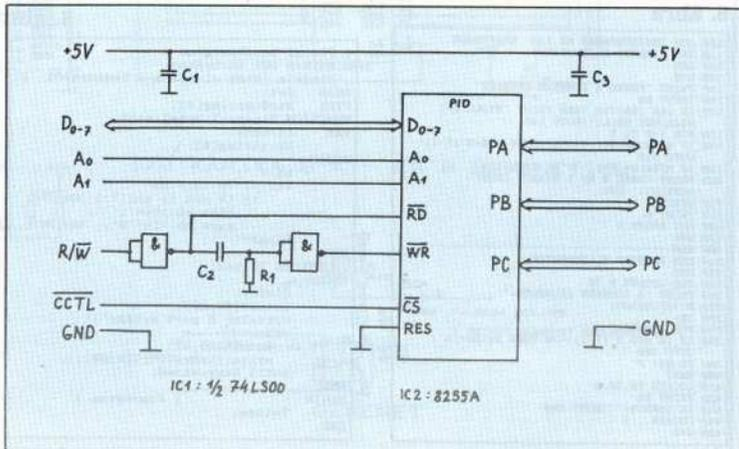 +5V
+5V
C1
C3
PIO
D0-7
D0-7
A0
A0
A1
A1
PA
PA
RD
PB
PB
R/W
&
&
WR
C2
R1
PC
PC
CCTL
CS
GND
RES
GND
IC1 : 1/2 74LS00
IC2 : 8255A